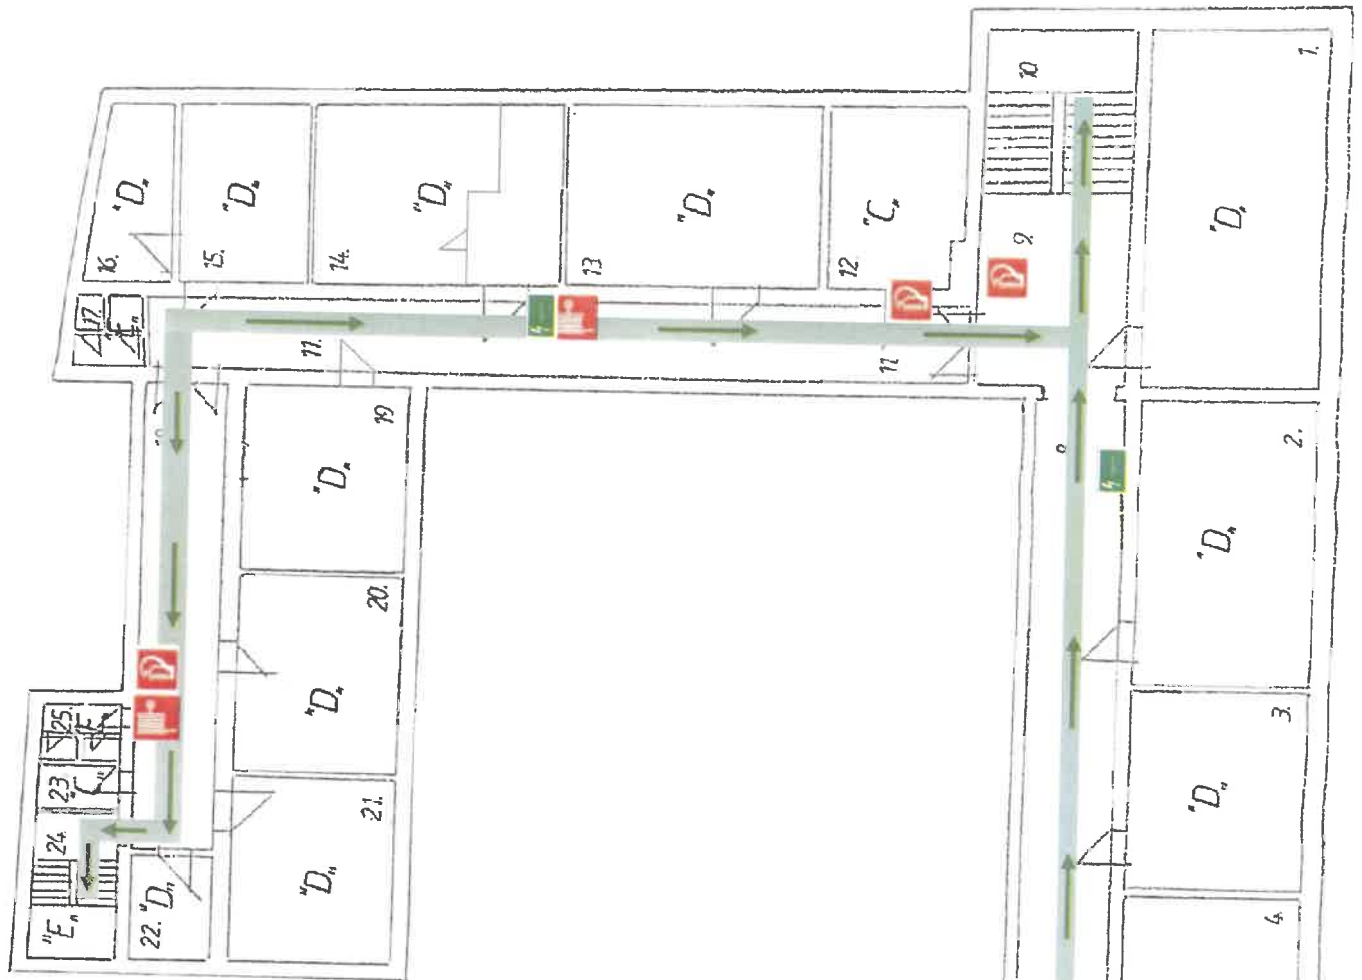 10.
1.
"D„
"D„
"D„
"D„
"C„
"D„
16.
15.
14.
13.
12.
9.
17.
"F„
11.
11.
19.
2.
"D„
"D„
20.
"D„
3.
"D„
25.
23.
"C„
24.
21.
"D„
22.
"D„
"E„
4.